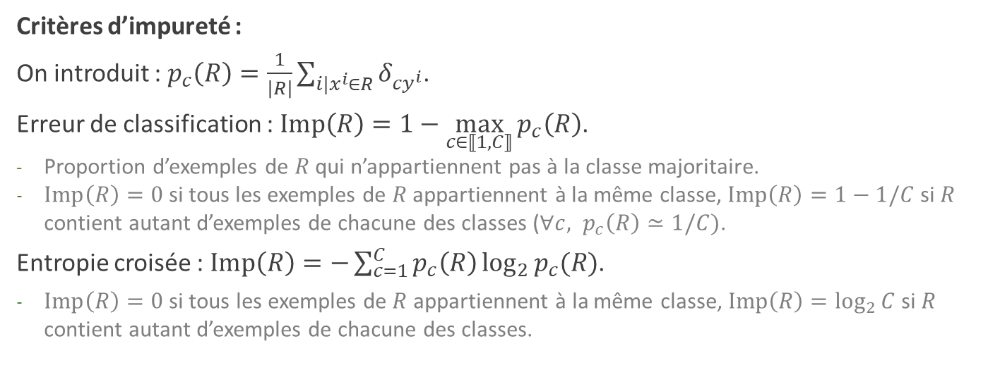 Critères d’impureté :
On introduit : $p_c(R) = \frac{1}{|R|} \sum_{i|x^i \in R} \delta_{cy^i}$.
Erreur de classification : $\mathrm{Imp}(R) = 1 - \max_{c \in ⟦1,C⟧} p_c(R)$.
- Proportion d’exemples de $R$ qui n’appartiennent pas à la classe majoritaire.
- $\mathrm{Imp}(R) = 0$ si tous les exemples de $R$ appartiennent à la même classe, $\mathrm{Imp}(R) = 1 - 1/C$ si $R$
contient autant d’exemples de chacune des classes ($\forall c,\ p_c(R) \simeq 1/C$).
Entropie croisée : $\mathrm{Imp}(R) = -\sum_{c=1}^{C} p_c(R) \log_2 p_c(R)$.
- $\mathrm{Imp}(R) = 0$ si tous les exemples de $R$ appartiennent à la même classe, $\mathrm{Imp}(R) = \log_2 C$ si $R$
contient autant d’exemples de chacune des classes.